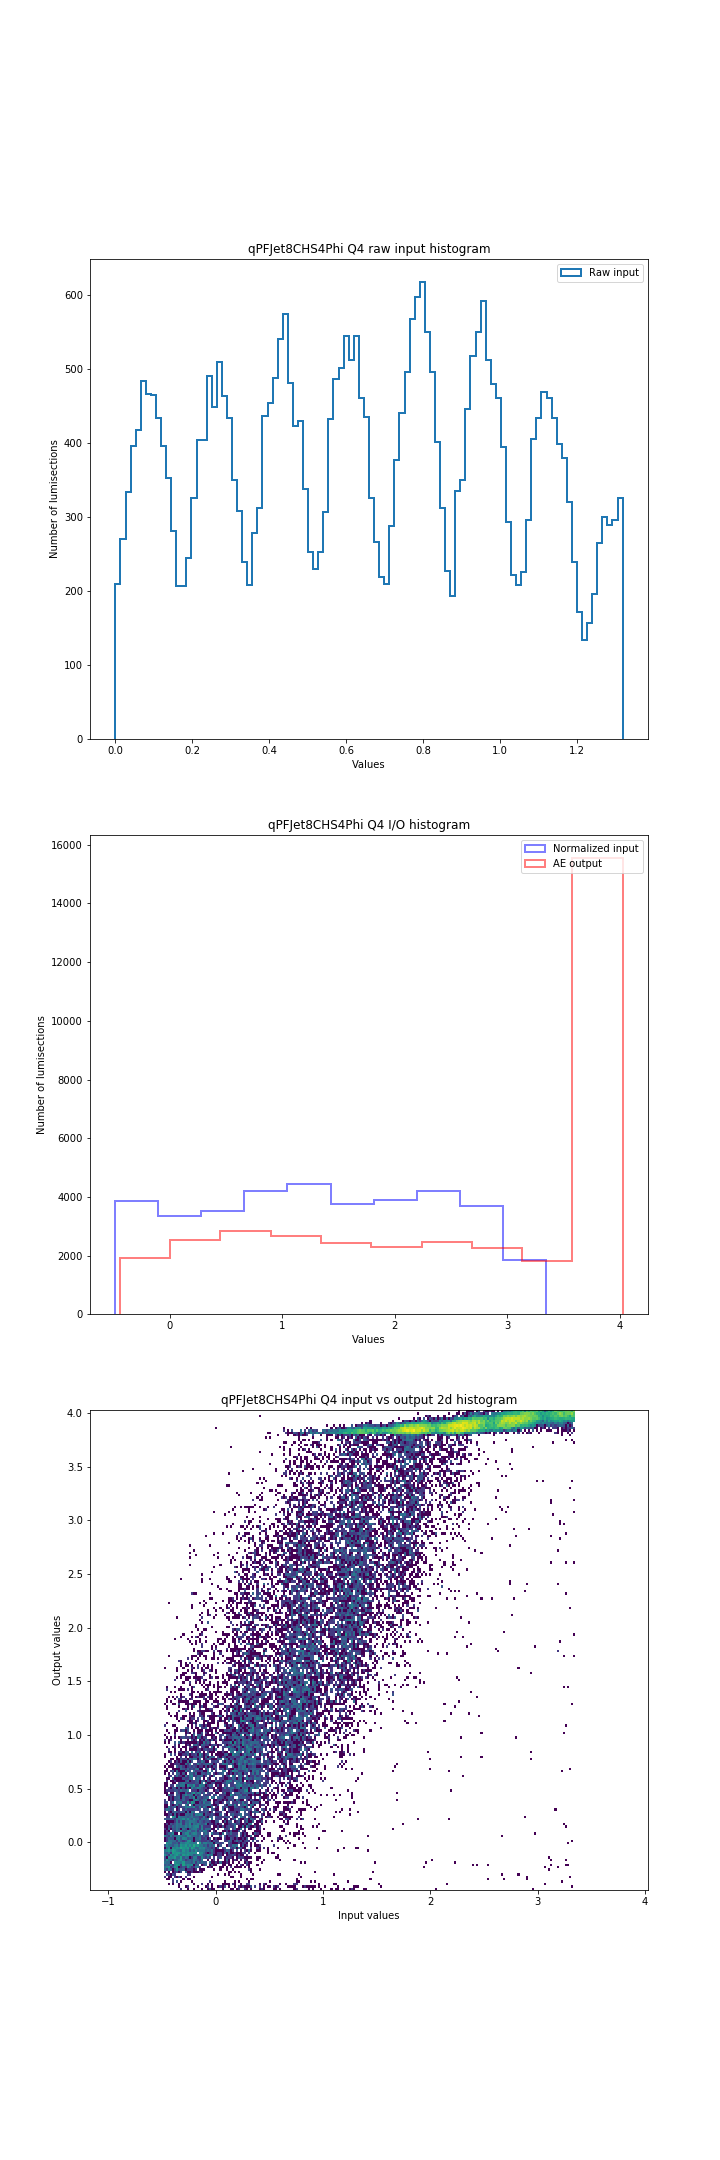 qPFJet8CHS4Phi Q4 raw input histogram
Raw input
600
500
400
300
200
100
0
Number of lumisections
0.0 0.2 0.4 0.6 0.8 1.0 1.2
Values
qPFJet8CHS4Phi Q4 I/O histogram
Normalized input
AE output
16000
14000
12000
10000
8000
6000
4000
2000
0
Number of lumisections
0 1 2 3 4
Values
qPFJet8CHS4Phi Q4 input vs output 2d histogram
4.0
3.5
3.0
2.5
2.0
1.5
1.0
0.5
0.0
Output values
−1 0 1 2 3 4
Input values